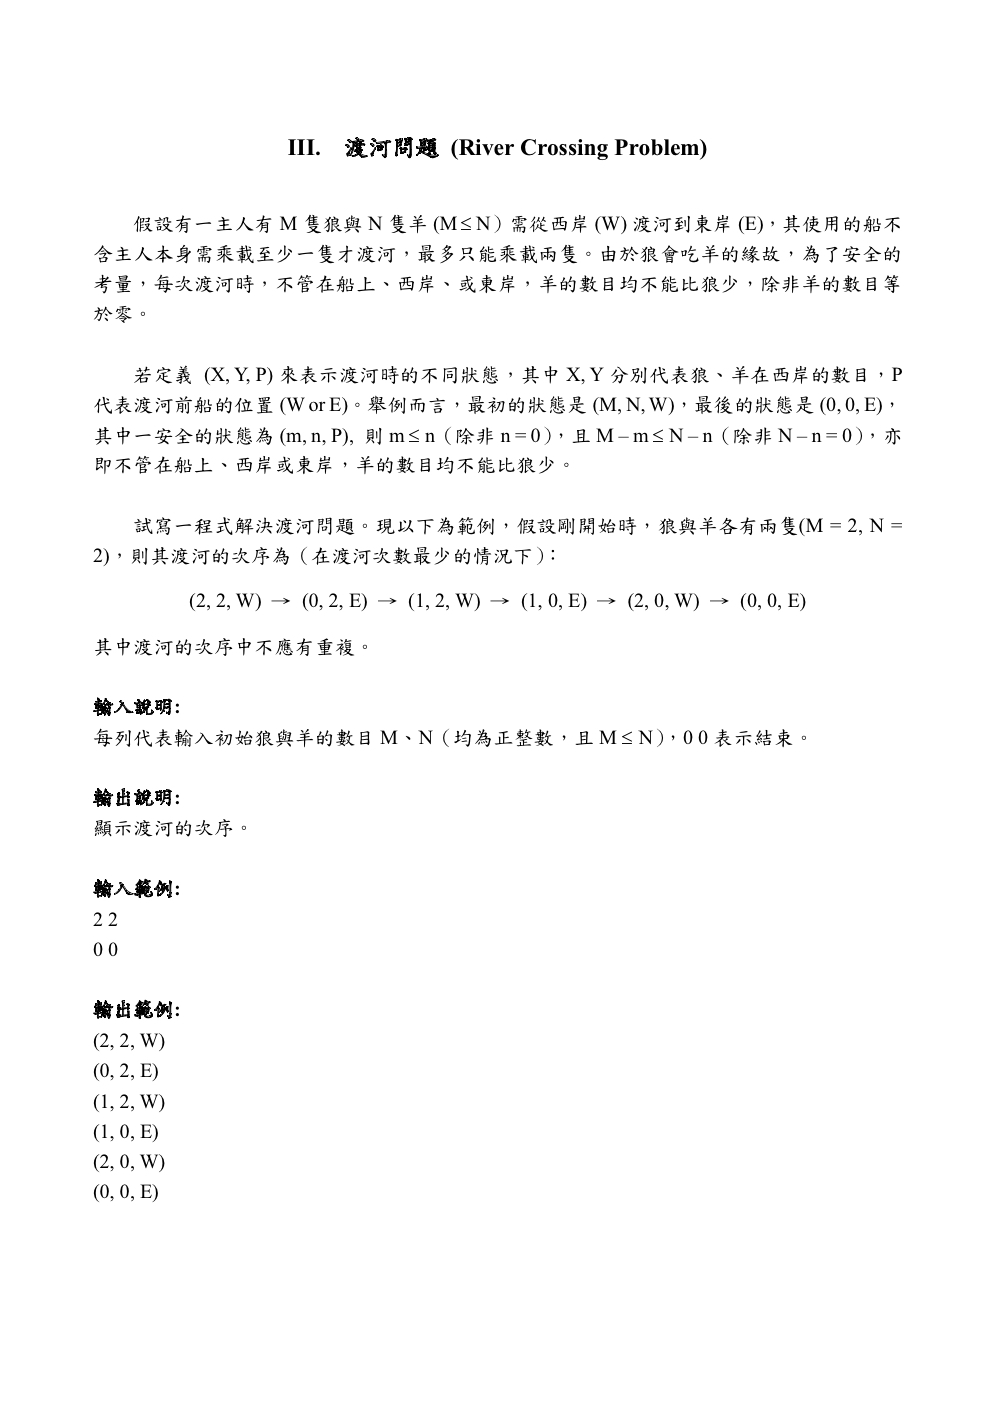 III. 渡河問題 (River Crossing Problem)
假設有一主人有 M 隻狼與 N 隻羊 (M≤N）需從西岸 (W) 渡河到東岸 (E)，其使用的船不
含主人本身需乘載至少一隻才渡河，最多只能乘載兩隻。由於狼會吃羊的緣故，為了安全的
考量，每次渡河時，不管在船上、西岸、或東岸，羊的數目均不能比狼少，除非羊的數目等
於零。
若定義 (X, Y, P) 來表示渡河時的不同狀態，其中 X, Y 分別代表狼、羊在西岸的數目，P
代表渡河前船的位置 (W or E)。舉例而言，最初的狀態是 (M, N, W)，最後的狀態是 (0, 0, E)，
其中一安全的狀態為 (m, n, P), 則 m ≤ n（除非 n = 0），且 M – m ≤ N – n（除非 N – n = 0），亦
即不管在船上、西岸或東岸，羊的數目均不能比狼少。
試寫一程式解決渡河問題。現以下為範例，假設剛開始時，狼與羊各有兩隻(M = 2, N =
2)，則其渡河的次序為（在渡河次數最少的情況下）：
(2, 2, W) → (0, 2, E) → (1, 2, W) → (1, 0, E) → (2, 0, W) → (0, 0, E)
其中渡河的次序中不應有重複。
輸入說明:
每列代表輸入初始狼與羊的數目 M、N（均為正整數，且 M ≤ N），0 0 表示結束。
輸出說明:
顯示渡河的次序。
輸入範例:
2 2
0 0
輸出範例:
(2, 2, W)
(0, 2, E)
(1, 2, W)
(1, 0, E)
(2, 0, W)
(0, 0, E)